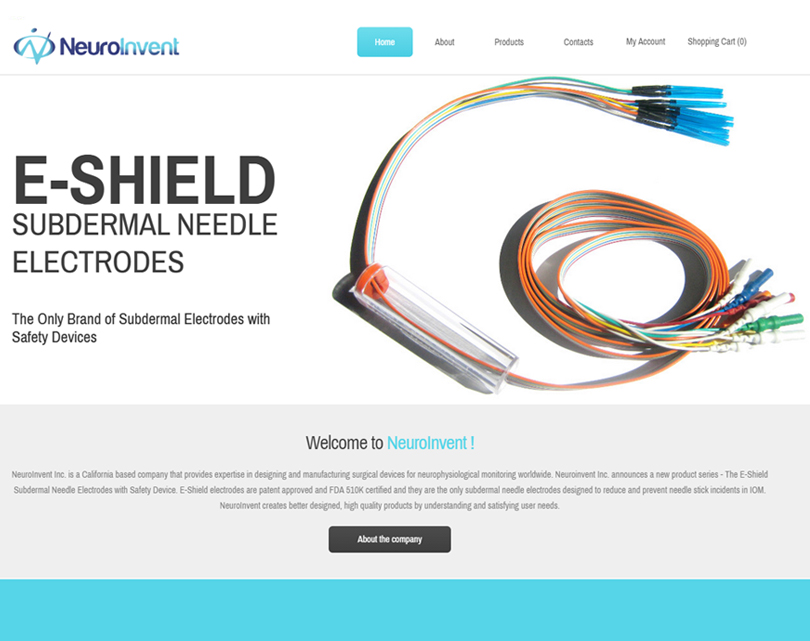 NeuroInvent
Home
About
Products
Contacts
My Account
Shopping Cart (0)
E-SHIELD
SUBDERMAL NEEDLE
ELECTRODES
The Only Brand of Subdermal Electrodes with
Safety Devices
Welcome to NeuroInvent !
NeuroInvent Inc. is a California based company that provides expertise in designing and manufacturing surgical devices for neurophysiological monitoring worldwide. Neuroinvent Inc. announces a new product series - The E-Shield
Subdermal Needle Electrodes with Safety Device. E-Shield electrodes are patent approved and FDA 510K certified and they are the only subdermal needle electrodes designed to reduce and prevent needle stick incidents in IOM.
NeuroInvent creates better designed, high quality products by understanding and satisfying user needs.
About the company